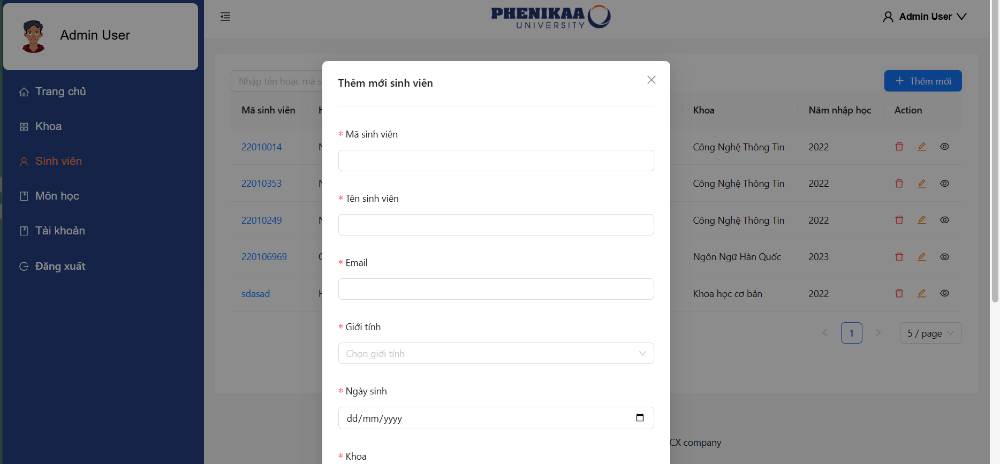 Admin User
Trang chủ
Khoa
Sinh viên
Môn học
Tài khoản
Đăng xuất
PHENIKAA
UNIVERSITY
Admin User
Nhập tên hoặc mã s
Thêm mới
Mã sinh viên Khoa Năm nhập học Action
22010014 Công Nghệ Thông Tin 2022
22010353 Công Nghệ Thông Tin 2022
22010249 Công Nghệ Thông Tin 2022
220106969 Ngôn Ngữ Hàn Quốc 2023
sdasad Khoa học cơ bản 2022
1 5 / page
CX company
Thêm mới sinh viên
* Mã sinh viên
* Tên sinh viên
* Email
* Giới tính
Chọn giới tính
* Ngày sinh
dd/mm/yyyy
* Khoa